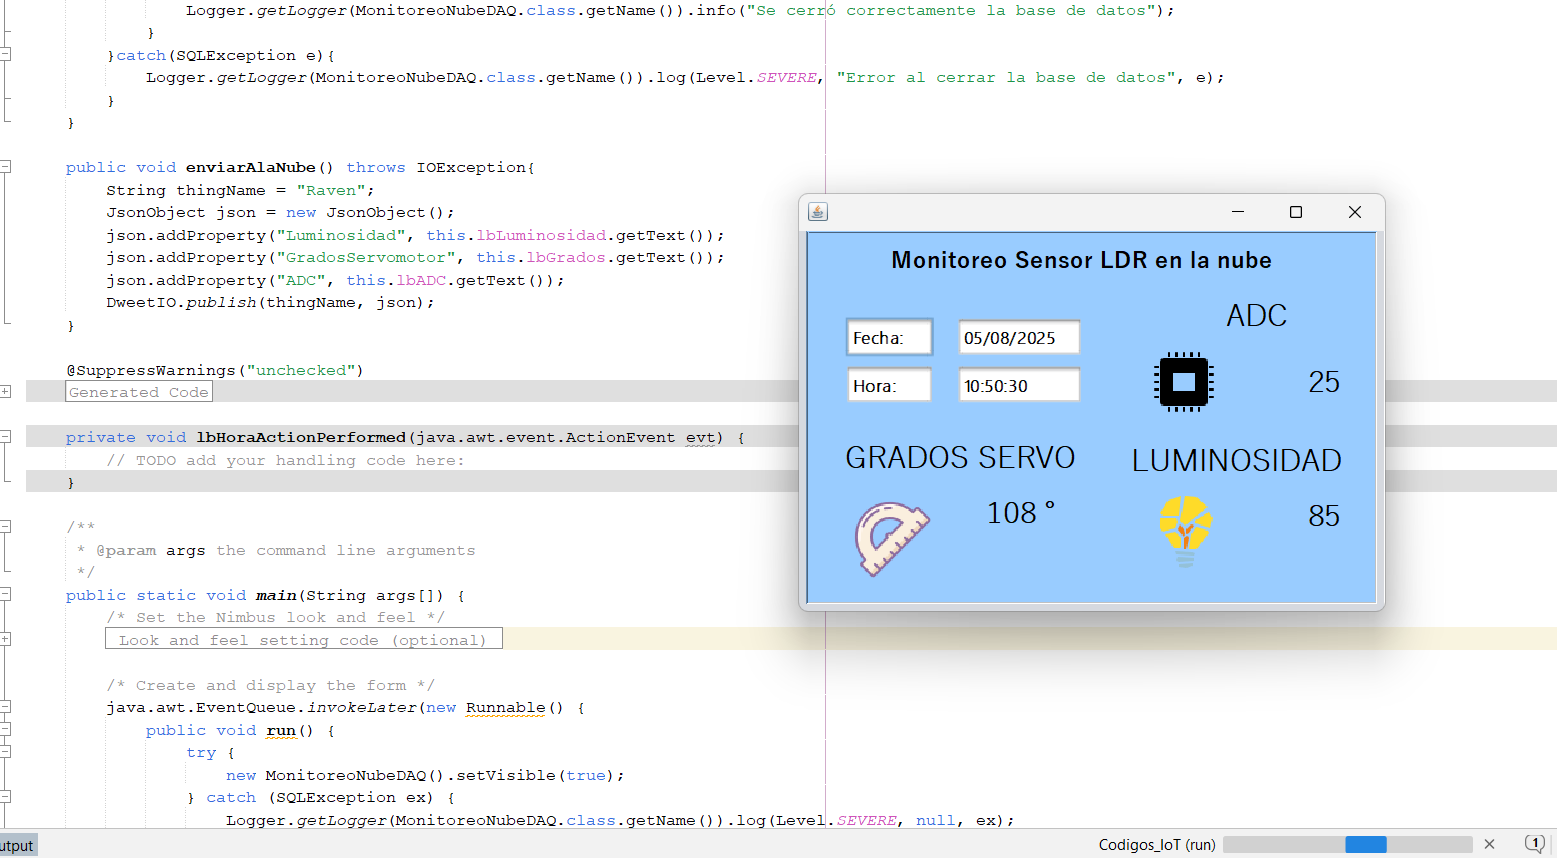 Logger.getLogger(MonitoreoNubeDAQ.class.getName()).info("Se cerró correctamente la base de datos");
}
}catch(SQLException e){
Logger.getLogger(MonitoreoNubeDAQ.class.getName()).log(Level.SEVERE, "Error al cerrar la base de datos", e);
}
}
public void enviarAlaNube() throws IOException{
String thingName = "Raven";
JsonObject json = new JsonObject();
json.addProperty("Luminosidad", this.lbLuminosidad.getText());
json.addProperty("GradosServomotor", this.lbGrados.getText());
json.addProperty("ADC", this.lbADC.getText());
DweetIO.publish(thingName, json);
}
@SuppressWarnings("unchecked")
Generated Code
private void lbHoraActionPerformed(java.awt.event.ActionEvent evt) {
// TODO add your handling code here:
}
/**
* @param args the command line arguments
*/
public static void main(String args[]) {
/* Set the Nimbus look and feel */
Look and feel setting code (optional)
/* Create and display the form */
java.awt.EventQueue.invokeLater(new Runnable() {
public void run() {
try {
new MonitoreoNubeDAQ().setVisible(true);
} catch (SQLException ex) {
Logger.getLogger(MonitoreoNubeDAQ.class.getName()).log(Level.SEVERE, null, ex);
Monitoreo Sensor LDR en la nube
ADC
Fecha: 05/08/2025
25
Hora: 10:50:30
GRADOS SERVO
LUMINOSIDAD
108 °
85
utput
Codigos_IoT (run)
1